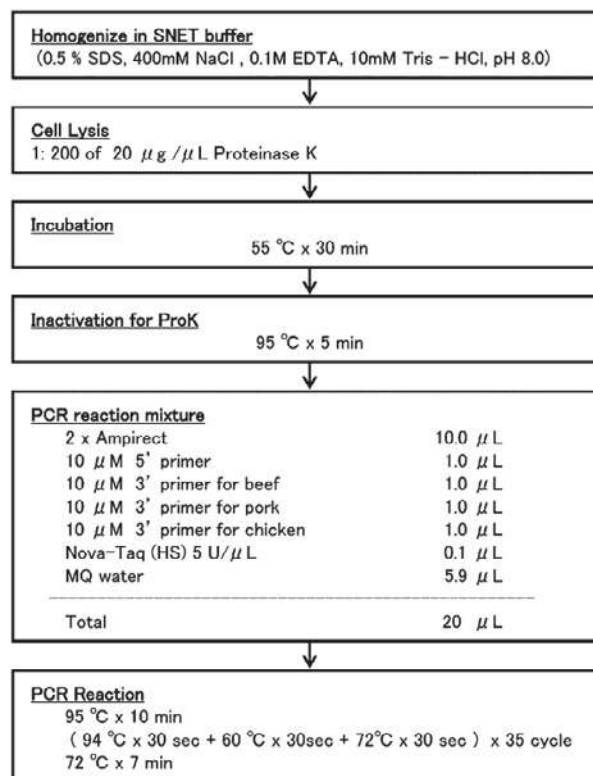 Homogenize in SNET buffer
(0.5 % SDS, 400mM NaCl , 0.1M EDTA, 10mM Tris - HCl, pH 8.0)
Cell Lysis
1: 200 of 20 μg /μL Proteinase K
Incubation
55 ℃ x 30 min
Inactivation for ProK
95 ℃ x 5 min
PCR reaction mixture
2 x Ampirect 10.0 μL
10 μM 5' primer 1.0 μL
10 μM 3' primer for beef 1.0 μL
10 μM 3' primer for pork 1.0 μL
10 μM 3' primer for chicken 1.0 μL
Nova-Taq (HS) 5 U/μL 0.1 μL
MQ water 5.9 μL
Total 20 μL
PCR Reaction
95 ℃ x 10 min
( 94 ℃ x 30 sec + 60 ℃ x 30sec + 72℃ x 30 sec ) x 35 cycle
72 ℃ x 7 min